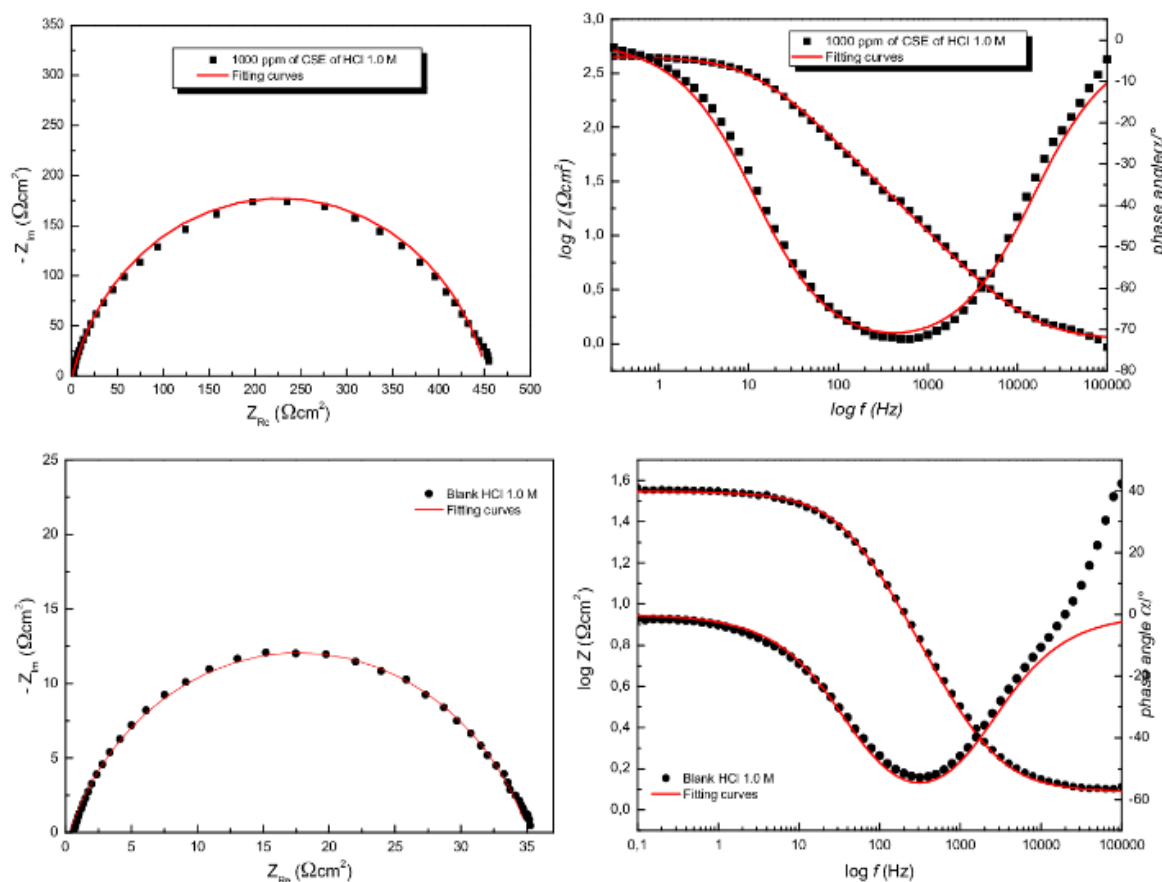 350
300
250
200
150
100
50
0
- Z_Im (Ωcm²)
1000 ppm of CSE of HCl 1.0 M
Fitting curves
0 50 100 150 200 250 300 350 400 450 500
Z_Re (Ωcm²)
3,0
2,5
2,0
1,5
1,0
0,5
0,0
log Z (Ωcm²)
1000 ppm of CSE of HCl 1.0 M
Fitting curves
0
-10
-20
-30
-40
-50
-60
-70
-80
phase angleα/°
1 10 100 1000 10000 100000
log f (Hz)
25
20
15
10
5
0
- Z_Im (Ωcm²)
Blank HCl 1.0 M
Fitting curves
0 5 10 15 20 25 30 35
Z_Re (Ωcm²)
1,6
1,4
1,2
1,0
0,8
0,6
0,4
0,2
0,0
log Z (Ωcm²)
Blank HCl 1.0 M
Fitting curves
40
20
0
-20
-40
-60
phase angle α/°
0,1 1 10 100 1000 10000 100000
log f (Hz)